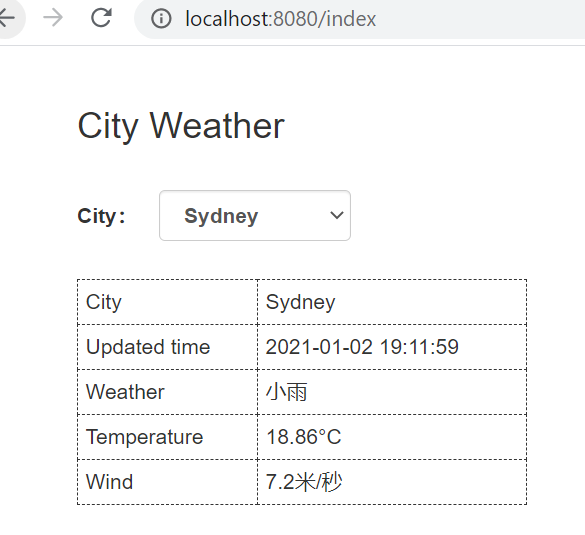 localhost:8080/index
City Weather
City: Sydney
City Sydney
Updated time 2021-01-02 19:11:59
Weather 小雨
Temperature 18.86°C
Wind 7.2米/秒